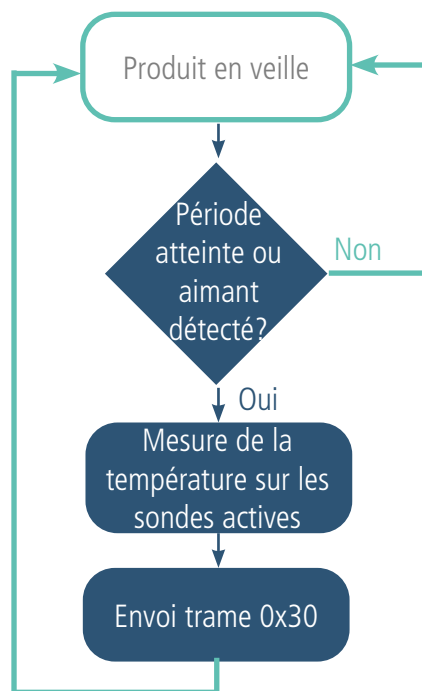 Produit en veille
Période
atteinte ou
aimant
détecté?
Non
Oui
Mesure de la
température sur les
sondes actives
Envoi trame 0x30